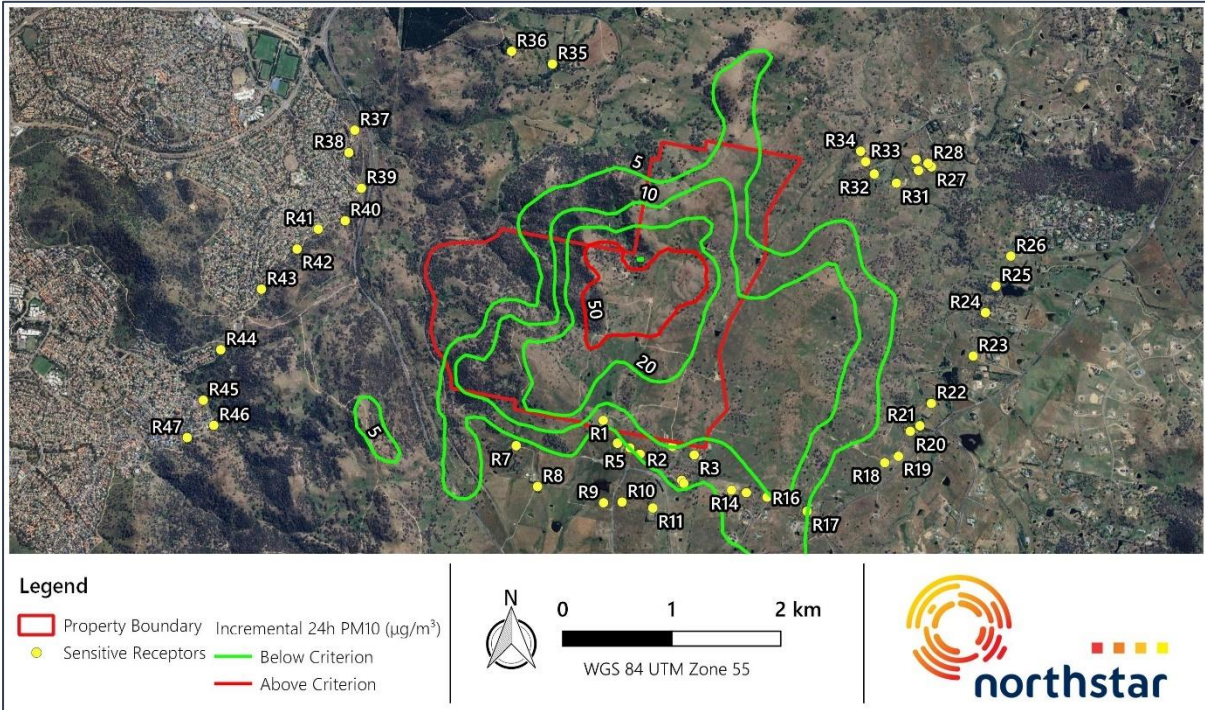 R36
R35
R37
R38
R34
R33
R28
5
R27
R32
R31
R39
10
R40
R41
R42
R26
R43
R25
50
R24
R44
R23
20
R45
R22
R1
R21
R46
5
R47
R20
R7
R5
R2
R3
R18
R19
R8
R9
R10
R14
R16
R11
R17
Legend
Property Boundary
Sensitive Receptors
Incremental 24h PM10 (µg/m³)
Below Criterion
Above Criterion
N
0 1 2 km
WGS 84 UTM Zone 55
northstar